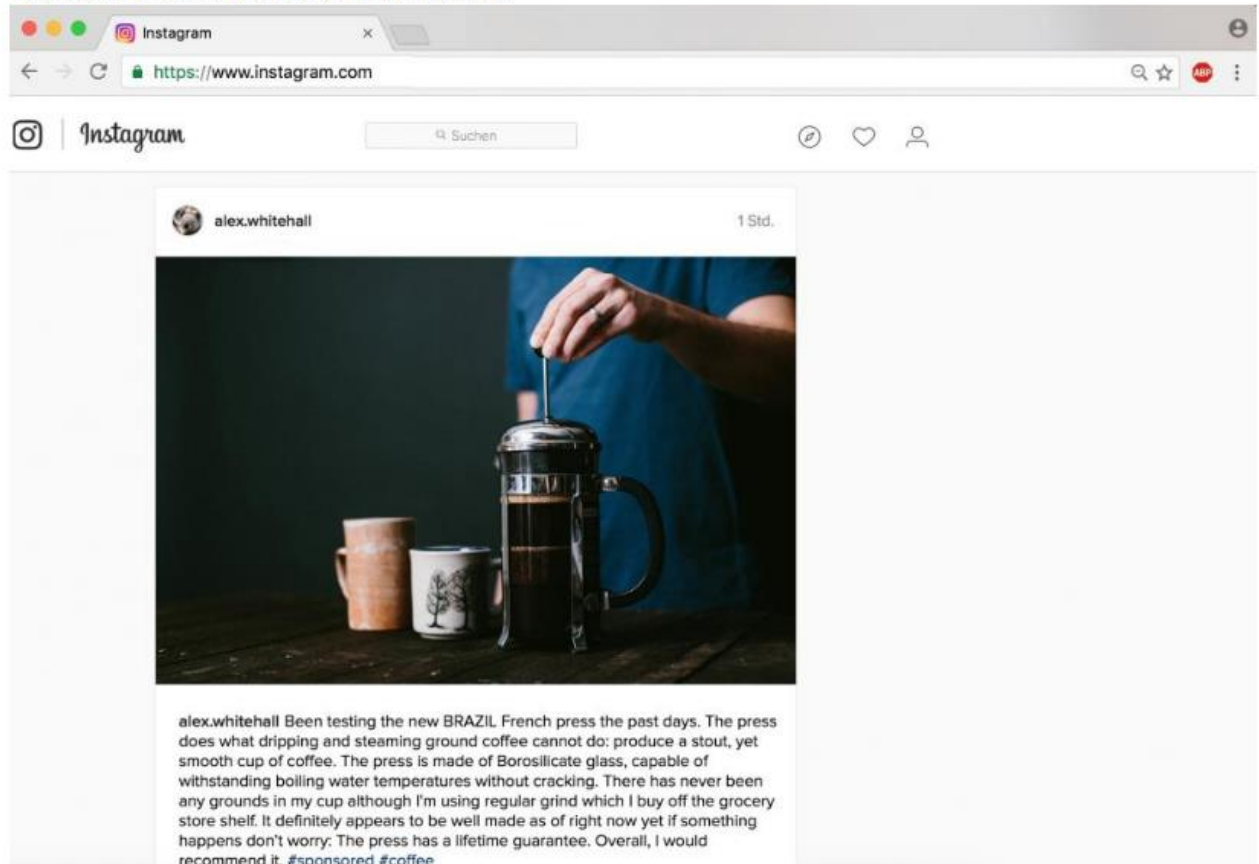 Instagram
https://www.instagram.com
ABP
Instagram
Suchen
alex.whitehall
1 Std.
alex.whitehall Been testing the new BRAZIL French press the past days. The press
does what dripping and steaming ground coffee cannot do: produce a stout, yet
smooth cup of coffee. The press is made of Borosilicate glass, capable of
withstanding boiling water temperatures without cracking. There has never been
any grounds in my cup although I'm using regular grind which I buy off the grocery
store shelf. It definitely appears to be well made as of right now yet if something
happens don't worry: The press has a lifetime guarantee. Overall, I would
recommend it. #sponsored #coffee